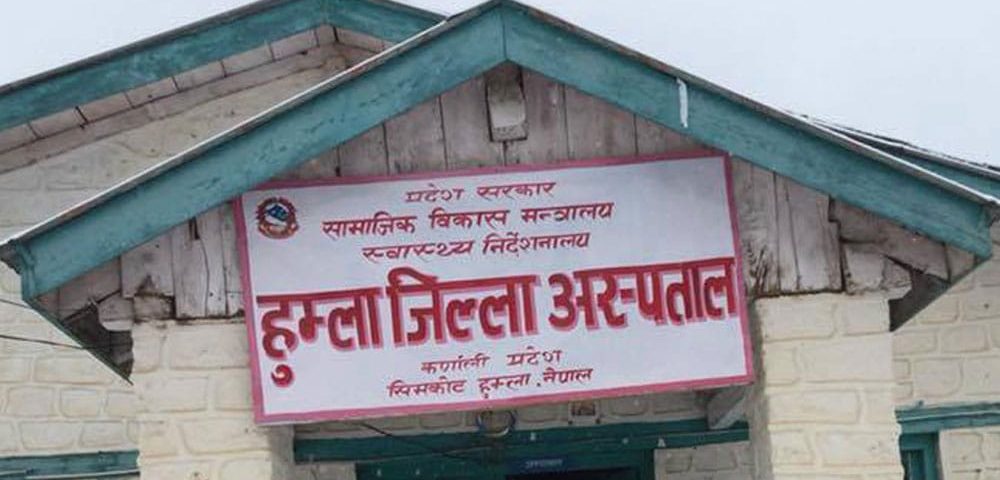 प्रदेश सरकार
सामाजिक विकास मन्त्रालय
स्वास्थ्य निर्देशनालय
हुम्ला जिल्ला अस्पताल
कर्णाली प्रदेश
सिमकोट हुम्ला, नेपाल